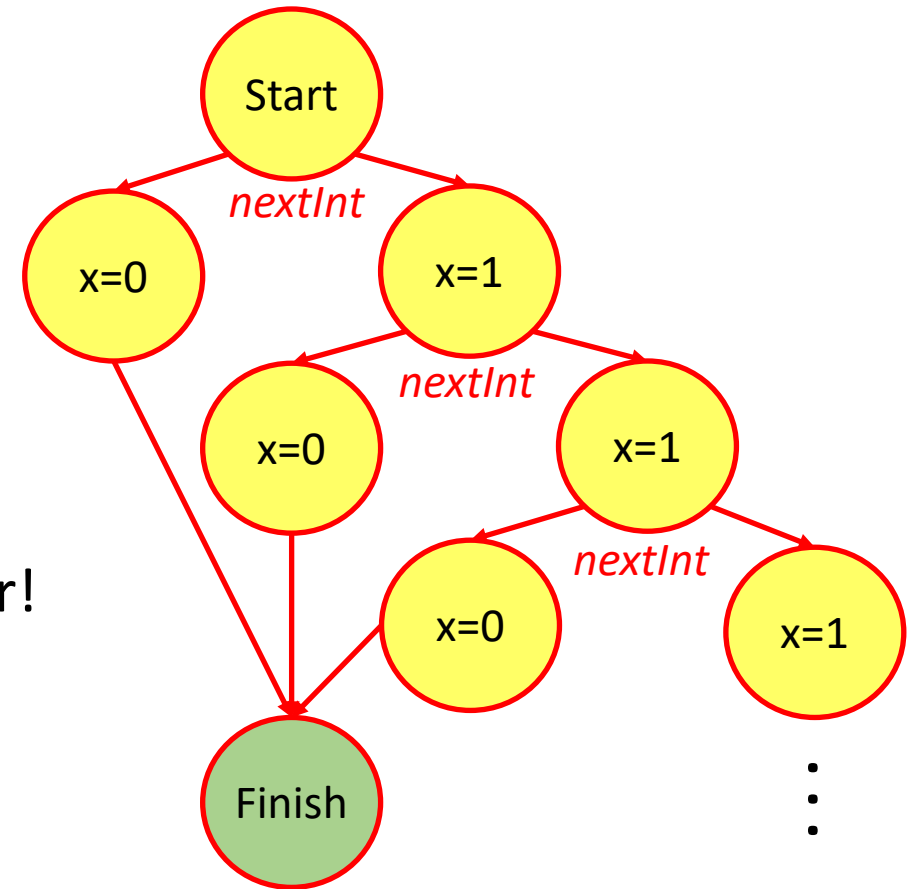 Start
nextInt
x=0
x=1
nextInt
x=0
x=1
nextInt
r!
x=0
x=1
Finish